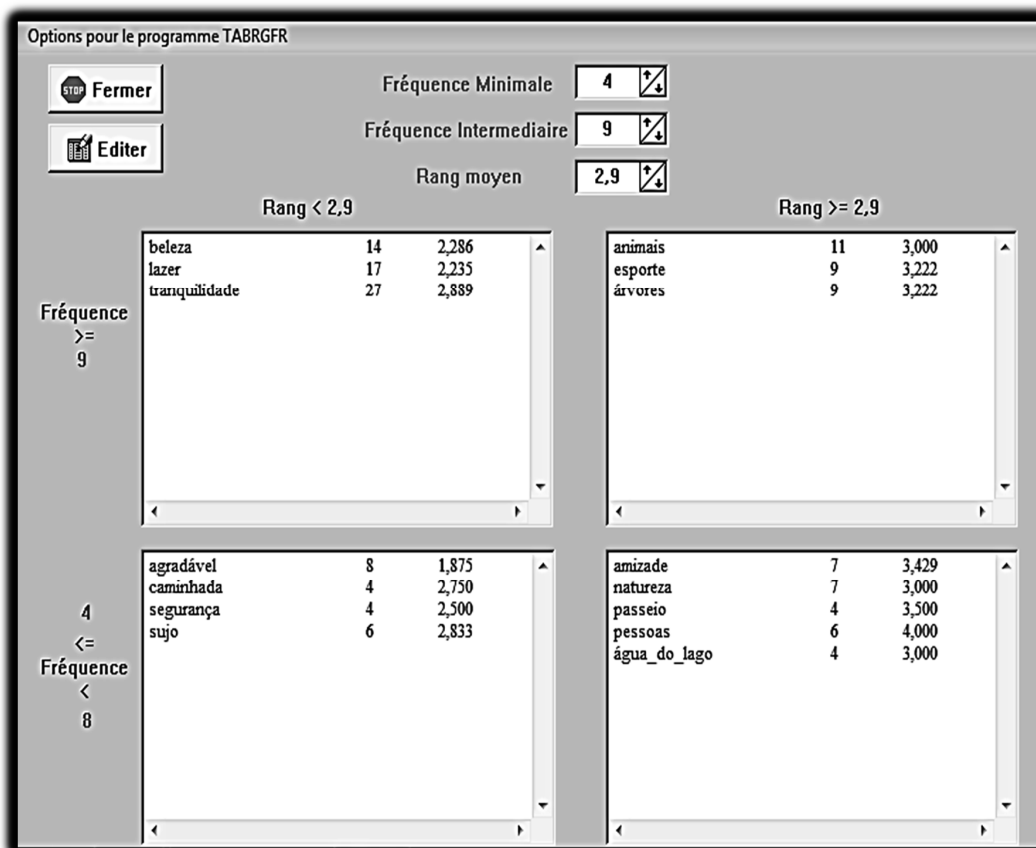 Options pour le programme TABRGFR
Fermer
Fréquence Minimale 4
Editer
Fréquence Intermediaire 9
Rang moyen 2,9
Rang < 2,9
Rang >= 2,9
Fréquence
>=
9
beleza 14 2,286
lazer 17 2,235
tranquilidade 27 2,889
animais 11 3,000
esporte 9 3,222
árvores 9 3,222
4
<=
Fréquence
<
8
agradável 8 1,875
caminhada 4 2,750
segurança 4 2,500
sujo 6 2,833
amizade 7 3,429
natureza 7 3,000
passeio 4 3,500
pessoas 6 4,000
água_do_lago 4 3,000